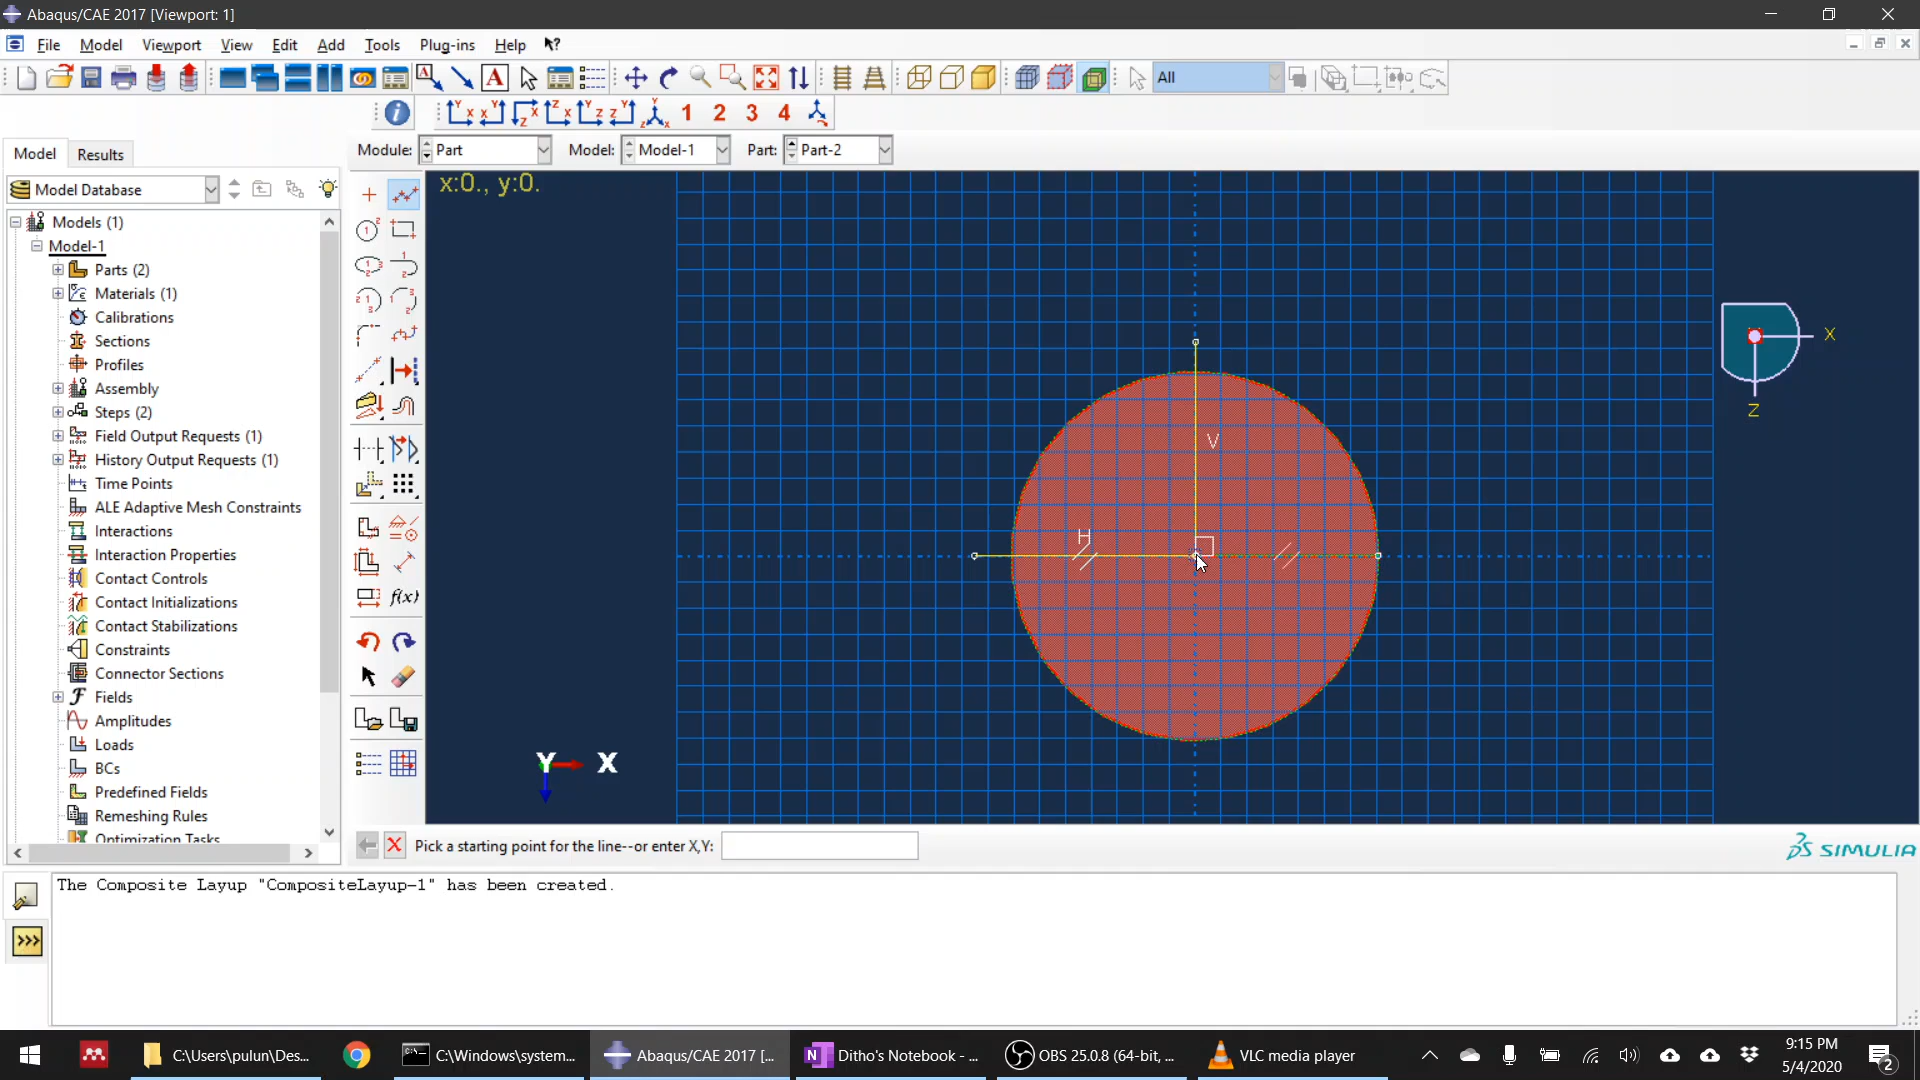 Abaqus/CAE 2017 [Viewport: 1]
File Model Viewport View Edit Add Tools Plug-ins Help
A
All
1 2 3 4
Model Results
Module: Part Model: Model-1 Part: Part-2
Model Database
x:0., y:0.
Models (1)
Model-1
Parts (2)
Materials (1)
Calibrations
Sections
Profiles
Assembly
Steps (2)
Field Output Requests (1)
History Output Requests (1)
Time Points
ALE Adaptive Mesh Constraints
Interactions
Interaction Properties
Contact Controls
Contact Initializations
Contact Stabilizations
Constraints
Connector Sections
Fields
Amplitudes
Loads
BCs
Predefined Fields
Remeshing Rules
Optimization Tasks
f(x)
V
H
X
Z
Y X
Pick a starting point for the line--or enter X,Y:
SIMULIA
The Composite Layup "CompositeLayup-1" has been created.
C:\Users\pulun\Des...
C:\Windows\system...
Abaqus/CAE 2017 [...
Ditho's Notebook - ...
OBS 25.0.8 (64-bit, ...
VLC media player
9:15 PM
5/4/2020
2